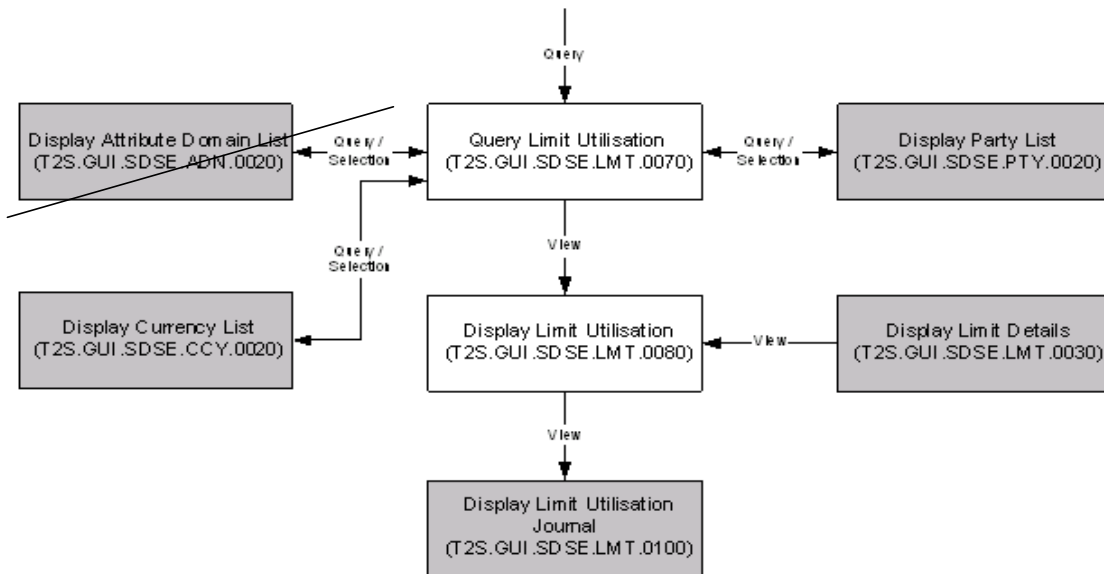 Query
Display Attribute Domain List
(T2S.GUI.SDSE.ADN.0020)
Query /
Selection
Query Limit Utilisation
(T2S.GUI.SDSE.LMT.0070)
Query /
Selection
Display Party List
(T2S.GUI.SDSE.PTY.0020)
View
Query /
Selection
Display Currency List
(T2S.GUI.SDSE.CCY.0020)
Display Limit Utilisation
(T2S.GUI.SDSE.LMT.0080)
View
Display Limit Details
(T2S.GUI.SDSE.LMT.0030)
View
Display Limit Utilisation
Journal
(T2S.GUI.SDSE.LMT.0100)